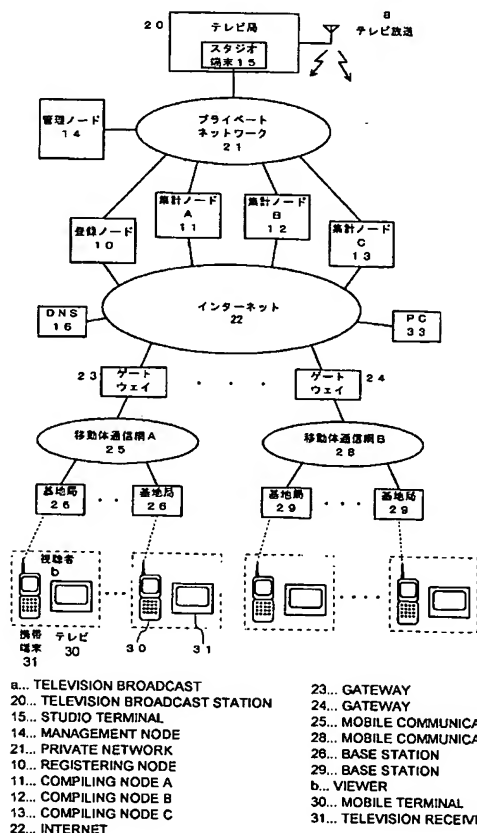 20
テレビ局
スタジオ
端末15
a
テレビ放送
管理ノード
14
プライベート
ネットワーク
21
登録ノード
10
集計ノード
A
11
集計ノード
B
12
集計ノード
C
13
インターネット
22
DNS
16
PC
33
23
ゲート
ウェイ
・ ・ ・
ゲート
ウェイ
24
移動体通信網A
25
移動体通信網B
28
基地局
26
・・
基地局
26
基地局
29
・・・
基地局
29
視聴者
b
携帯
端末
31
テレビ
30
30
31
a... TELEVISION BROADCAST
20... TELEVISION BROADCAST STATION
15... STUDIO TERMINAL
14... MANAGEMENT NODE
21... PRIVATE NETWORK
10... REGISTERING NODE
11... COMPILING NODE A
12... COMPILING NODE B
13... COMPILING NODE C
22... INTERNET
23... GATEWAY
24... GATEWAY
25... MOBILE COMMUNICA
28... MOBILE COMMUNICA
26... BASE STATION
29... BASE STATION
b... VIEWER
30... MOBILE TERMINAL
31... TELEVISION RECEIVE